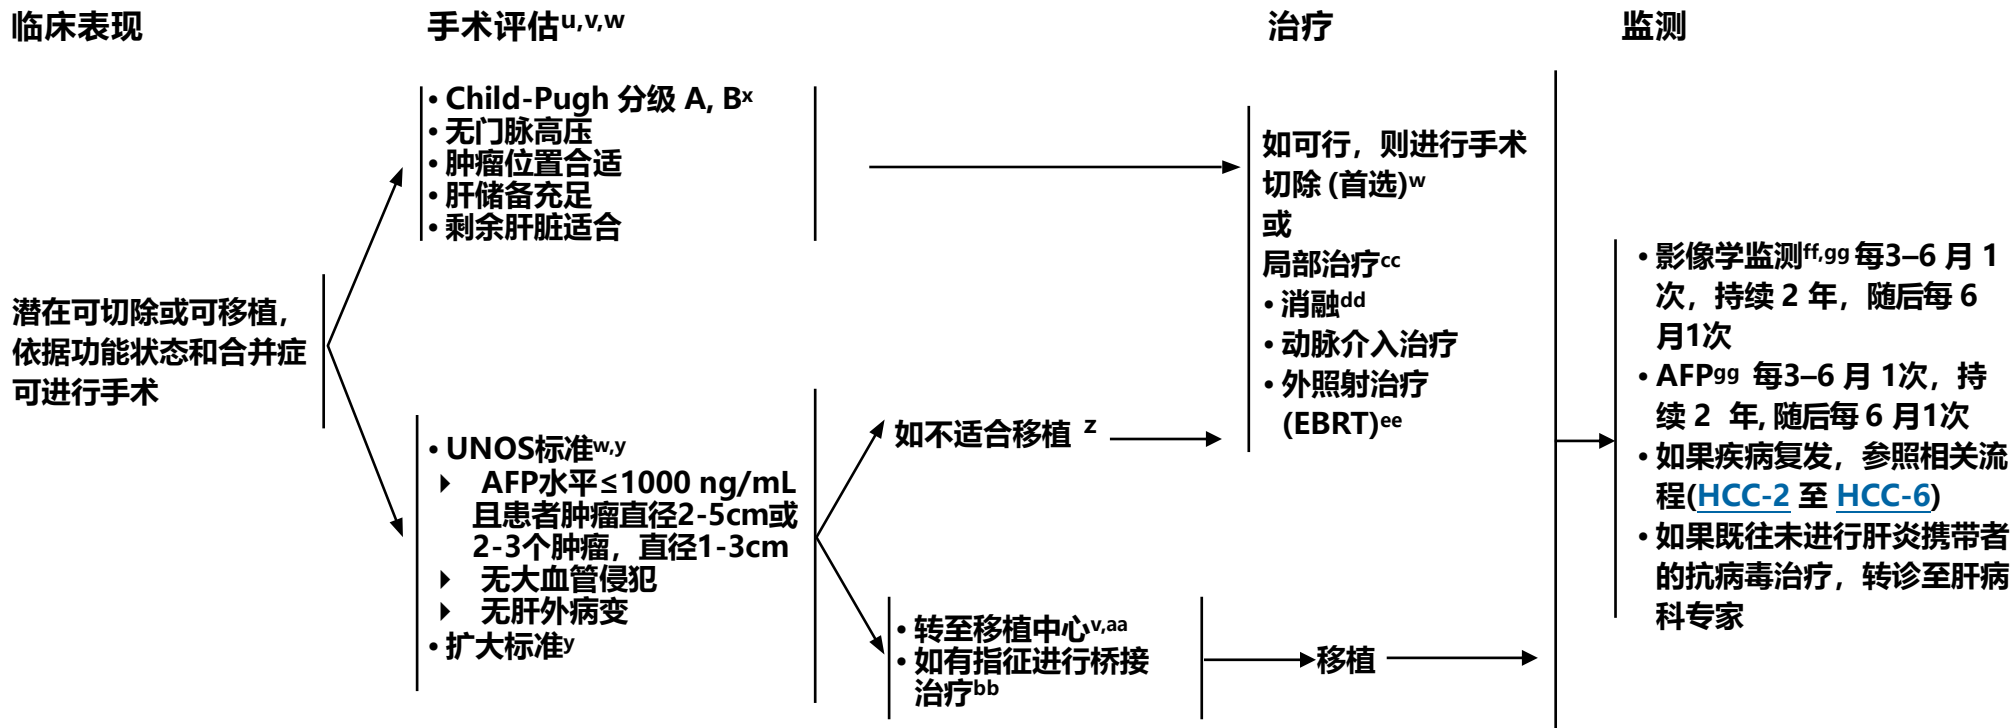 临床表现
手术评估u,v,w
治疗
监测
潜在可切除或可移植，
依据功能状态和合并症
可进行手术
• Child-Pugh 分级 A, Bx
• 无门脉高压
• 肿瘤位置合适
• 肝储备充足
• 剩余肝脏适合
• UNOS标准w,y
AFP水平≤1000 ng/mL
且患者肿瘤直径2-5cm或
2-3个肿瘤，直径1-3cm
无大血管侵犯
无肝外病变
• 扩大标准y
如不适合移植 z
• 转至移植中心v,aa
• 如有指征进行桥接
治疗bb
移植
如可行，则进行手术
切除 (首选)w
或
局部治疗cc
• 消融dd
• 动脉介入治疗
• 外照射治疗
(EBRT)ee
• 影像学监测ff,gg 每3–6 月 1
次，持续 2 年，随后每 6
月1次
• AFPgg 每3–6 月 1次，持
续 2 年, 随后每 6 月1次
• 如果疾病复发，参照相关流
程(HCC-2 至 HCC-6)
• 如果既往未进行肝炎携带者
的抗病毒治疗，转诊至肝病
科专家